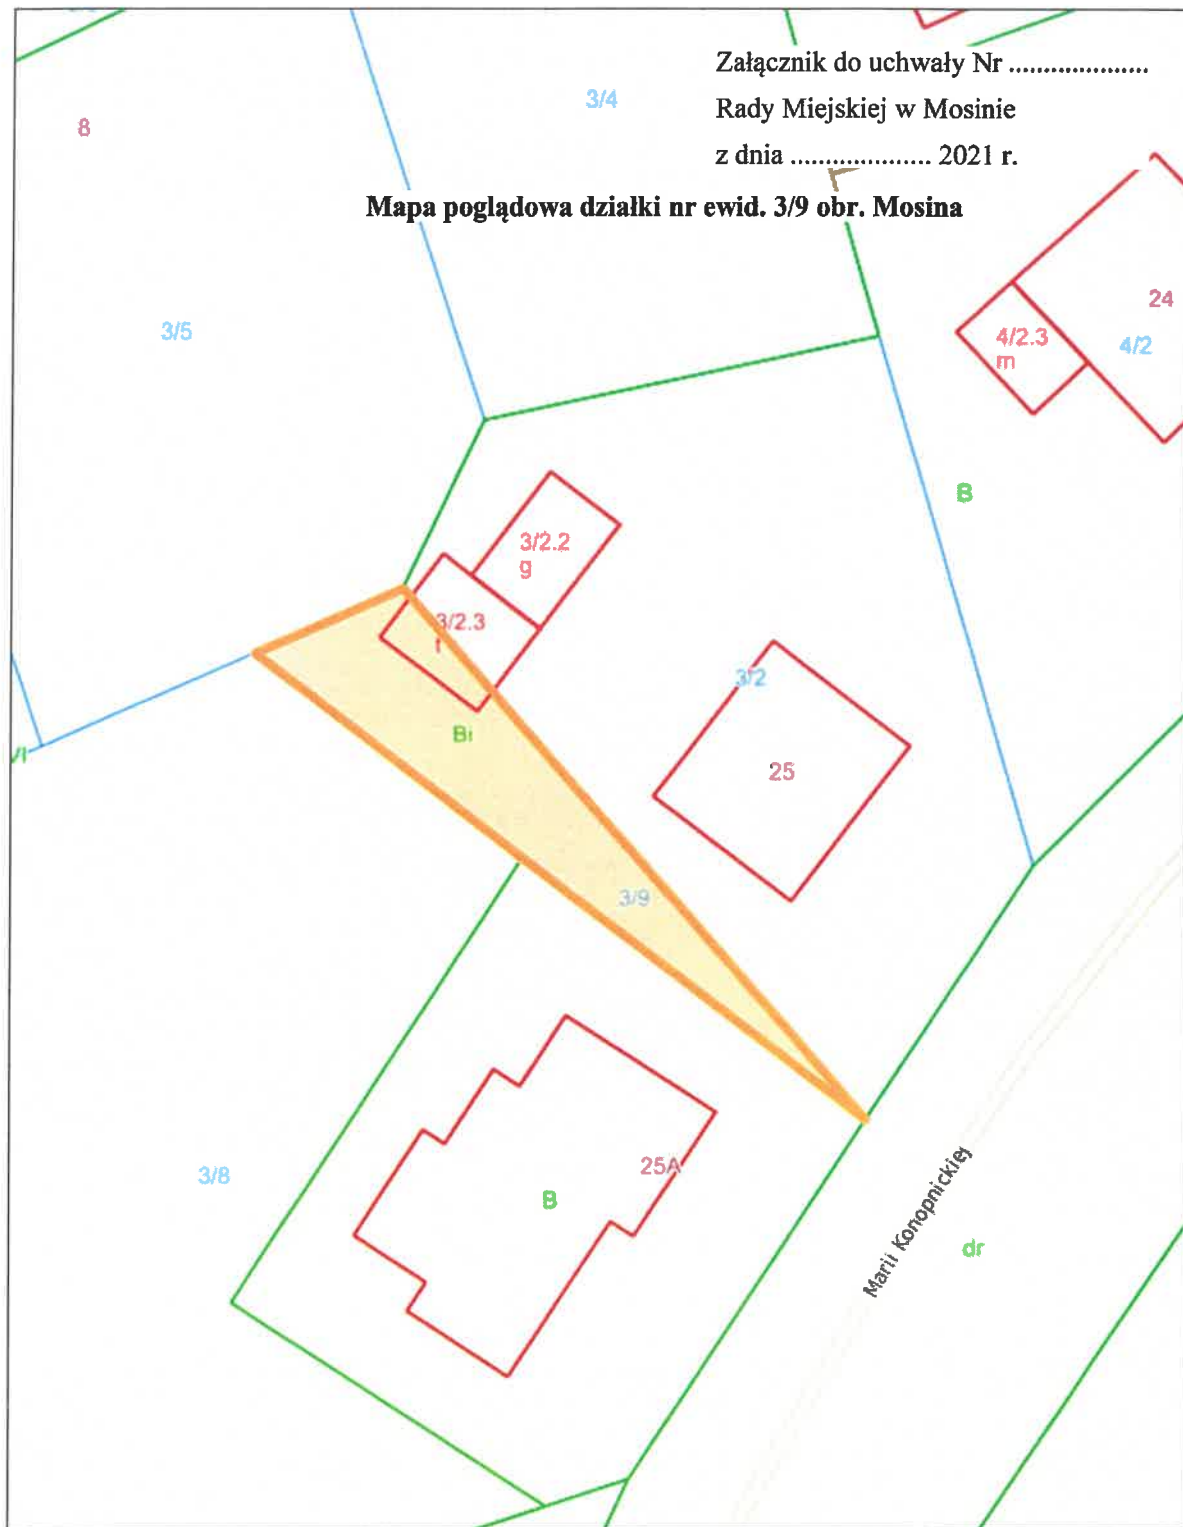 Załącznik do uchwały Nr ....................
Rady Miejskiej w Mosinie
z dnia .................... 2021 r.
Mapa poglądowa działki nr ewid. 3/9 obr. Mosina
8
3/4
3/5
24
4/2.3
m
4/2
B
3/2.2
g
3/2.3
3/2
Bi
25
3/9
3/8
25A
B
Marii Konopnickiej
dr